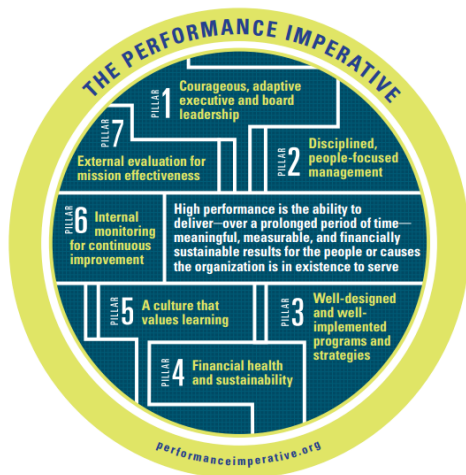 THE PERFORMANCE IMPERATIVE
PILLAR 1
Courageous, adaptive
executive and board
leadership
PILLAR 2
Disciplined,
people-focused
management
PILLAR 7
External evaluation for
mission effectiveness
PILLAR 6
Internal
monitoring
for continuous
improvement
High performance is the ability to
deliver—over a prolonged period of time—
meaningful, measurable, and financially
sustainable results for the people or causes
the organization is in existence to serve
PILLAR 5
A culture that
values learning
PILLAR 3
Well-designed
and well-
implemented
programs and
strategies
PILLAR 4
Financial health
and sustainability
performanceimperative.org